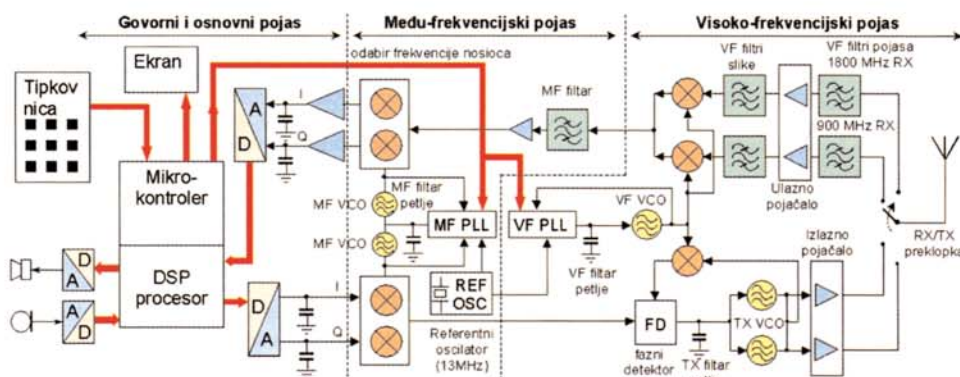 Govorni i osnovni pojas
Među-frekvencijski pojas
Visoko-frekvencijski pojas
odabir frekvencije nosioca
Tipkov
nica
Ekran
Mikro-
kontroler
DSP
procesor
A
D
I
Q
D
A
A
D
D
A
I
Q
MF VCO
MF VCO
MF filtar
petlje
MF PLL
REF
OSC
Referentni
oscilator
(13MHz)
MF filtar
VF PLL
VF VCO
VF filtar
petlje
VF filtri
slike
VF filtri pojasa
1800 MHz RX
900 MHz RX
Ulazno
pojačalo
Izlazno
pojačalo
RX/TX
preklopka
FD
fazni
detektor
TX VCO
TX filtar